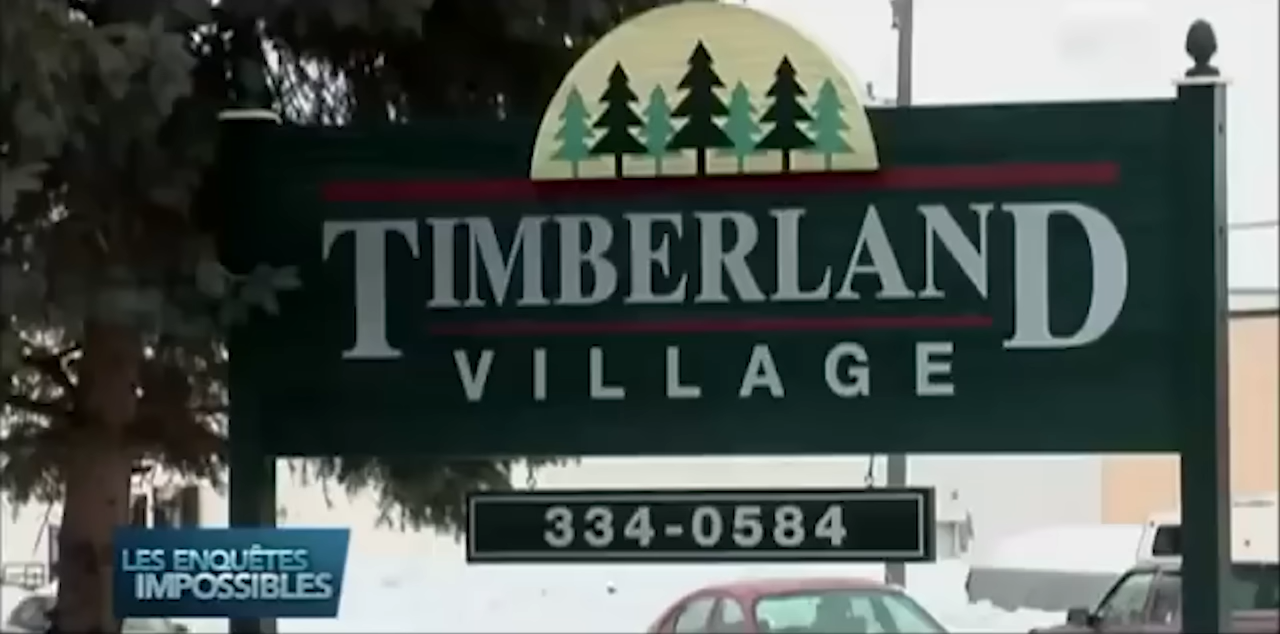 TIMBERLAND
VILLAGE
334-0584
LES ENQUÊTES
IMPOSSIBLES